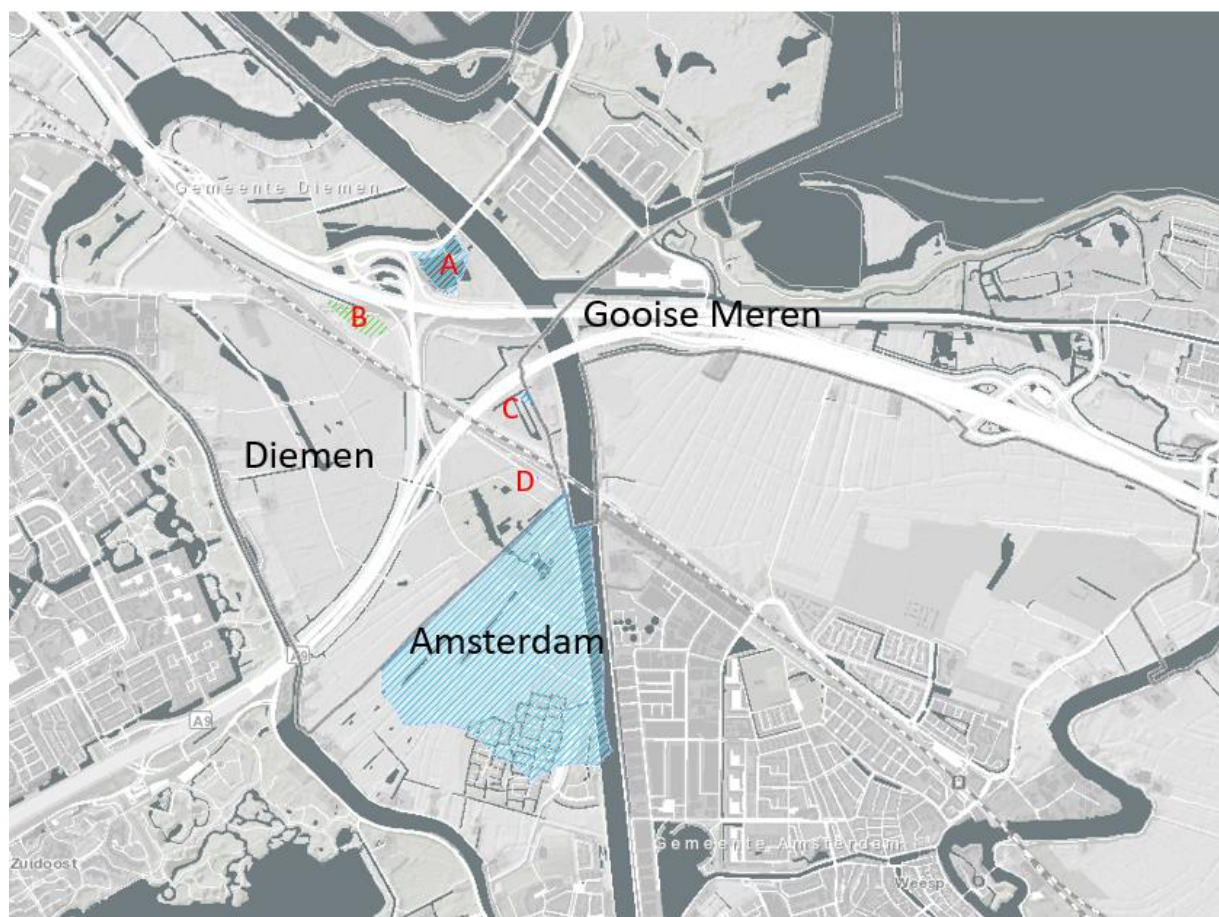 Gemeente Diemen
A
B
Gooise Meren
C
Diemen
D
Amsterdam
A9
A9
Gemeente Amsterdam
Zuidoost
Weesp